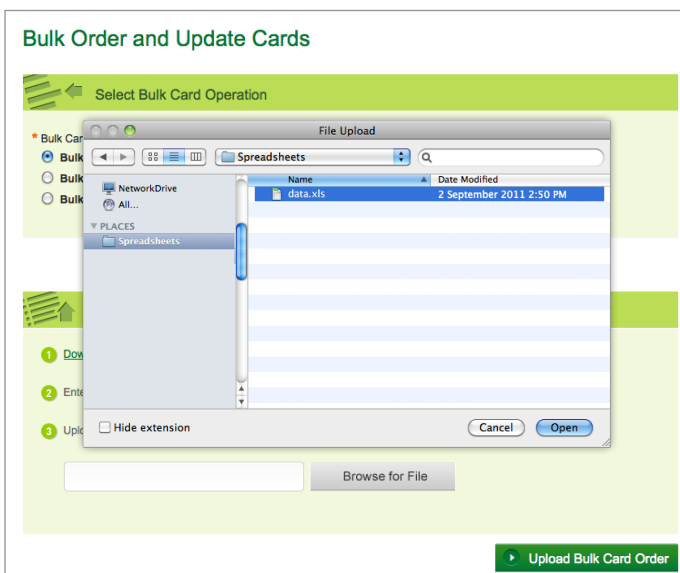 Bulk Order and Update Cards
Select Bulk Card Operation
File Upload
* Bulk Car
Bulk
Bulk
Bulk
Spreadsheets
NetworkDrive
All...
PLACES
Spreadsheets
Name Date Modified
data.xls 2 September 2011 2:50 PM
1 Dow
2 Ente
3 Uplo
Hide extension Cancel Open
Browse for File
Upload Bulk Card Order